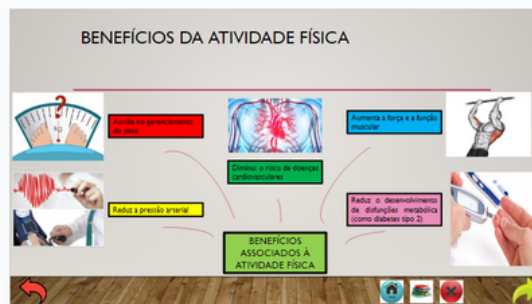 BENEFÍCIOS DA ATIVIDADE FÍSICA
?
KG
Auxilia no gerenciamento
do peso
Aumenta a força e a função
muscular
Diminui o risco de doenças
cardiovasculares
Reduz a pressão arterial
Reduz o desenvolvimento
de disfunções metabólica
(como diabetes tipo 2)
BENEFÍCIOS
ASSOCIADOS À
ATIVIDADE FÍSICA